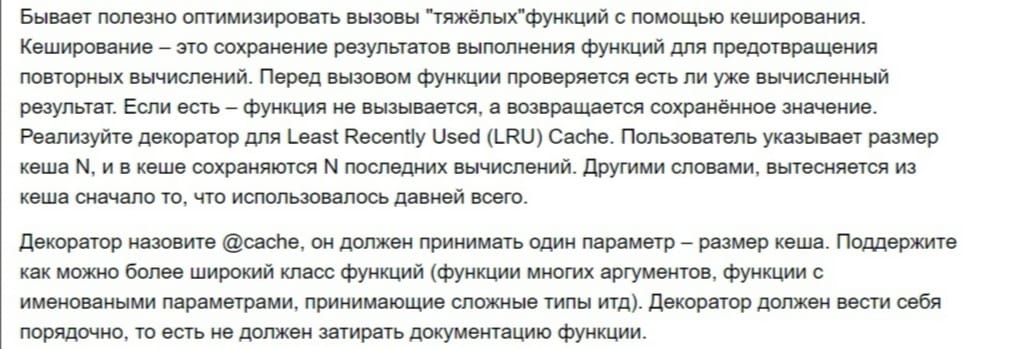 Бывает полезно оптимизировать вызовы "тяжёлых"функций с помощью кеширования.
Кеширование – это сохранение результатов выполнения функций для предотвращения
повторных вычислений. Перед вызовом функции проверяется есть ли уже вычисленный
результат. Если есть – функция не вызывается, а возвращается сохранённое значение.
Реализуйте декоратор для Least Recently Used (LRU) Cache. Пользователь указывает размер
кеша N, и в кеше сохраняются N последних вычислений. Другими словами, вытесняется из
кеша сначало то, что использовалось давней всего.
Декоратор назовите @cache, он должен принимать один параметр – размер кеша. Поддержите
как можно более широкий класс функций (функции многих аргументов, функции с
именоваными параметрами, принимающие сложные типы итд). Декоратор должен вести себя
порядочно, то есть не должен затирать документацию функции.